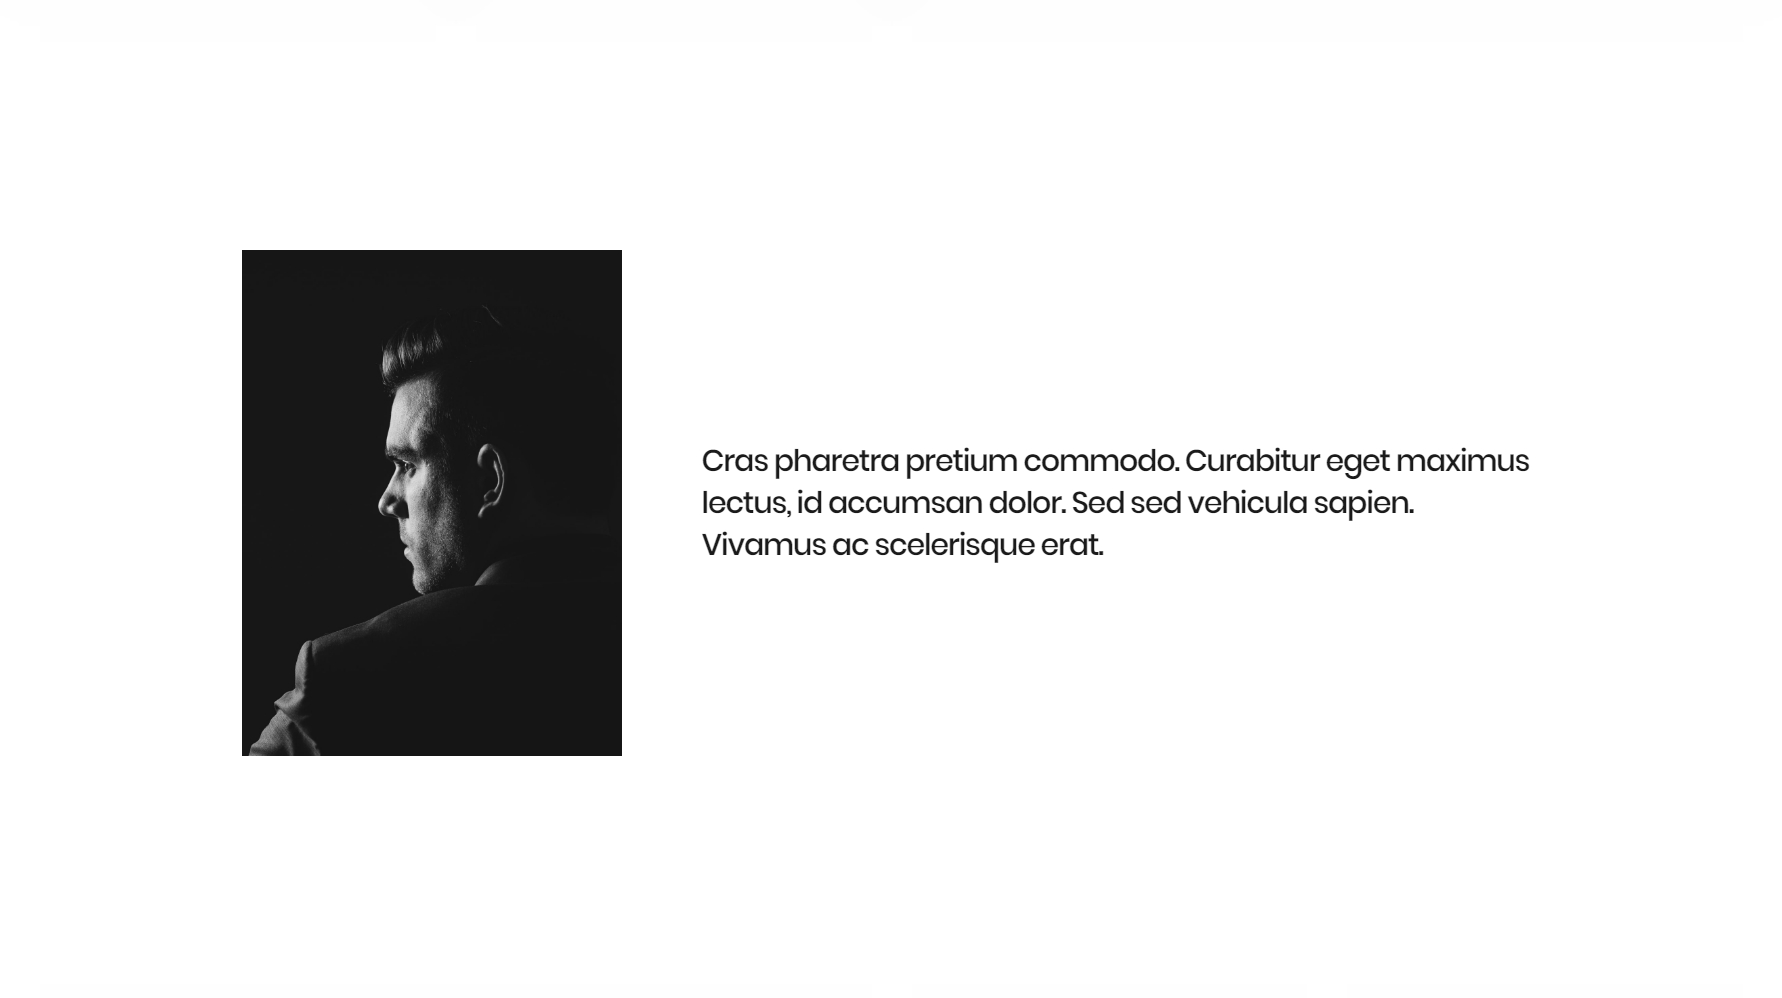 Cras pharetra pretium commodo. Curabitur eget maximus
lectus, id accumsan dolor. Sed sed vehicula sapien.
Vivamus ac scelerisque erat.